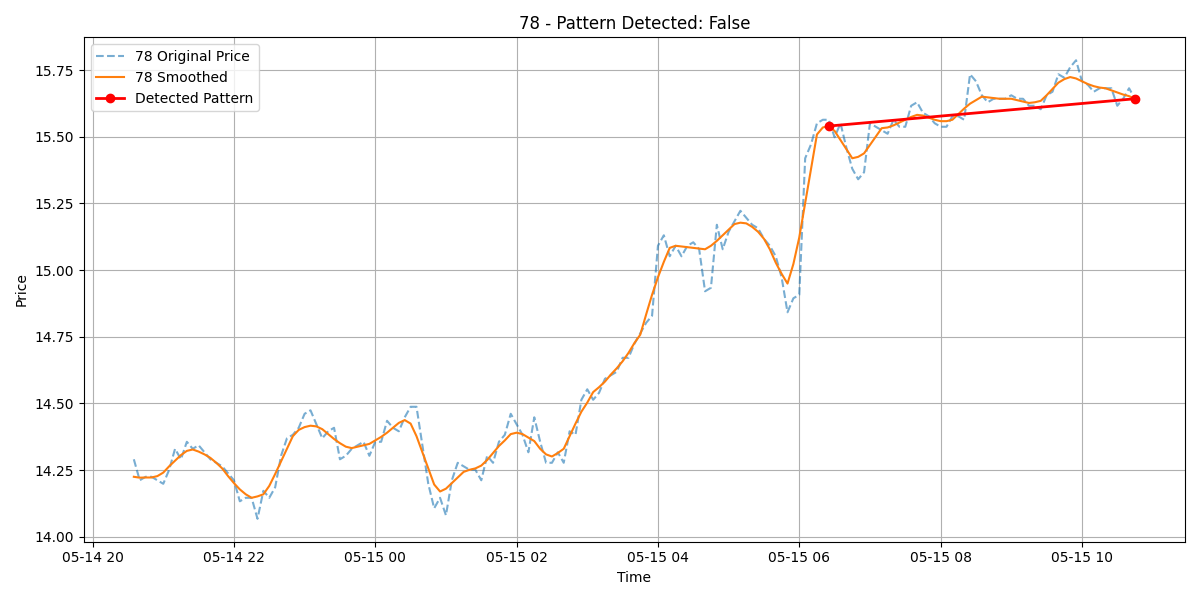 78 - Pattern Detected: False
78 Original Price
78 Smoothed
Detected Pattern
Price
15.75
15.50
15.25
15.00
14.75
14.50
14.25
14.00
05-14 20
05-14 22
05-15 00
05-15 02
05-15 04
05-15 06
05-15 08
05-15 10
Time